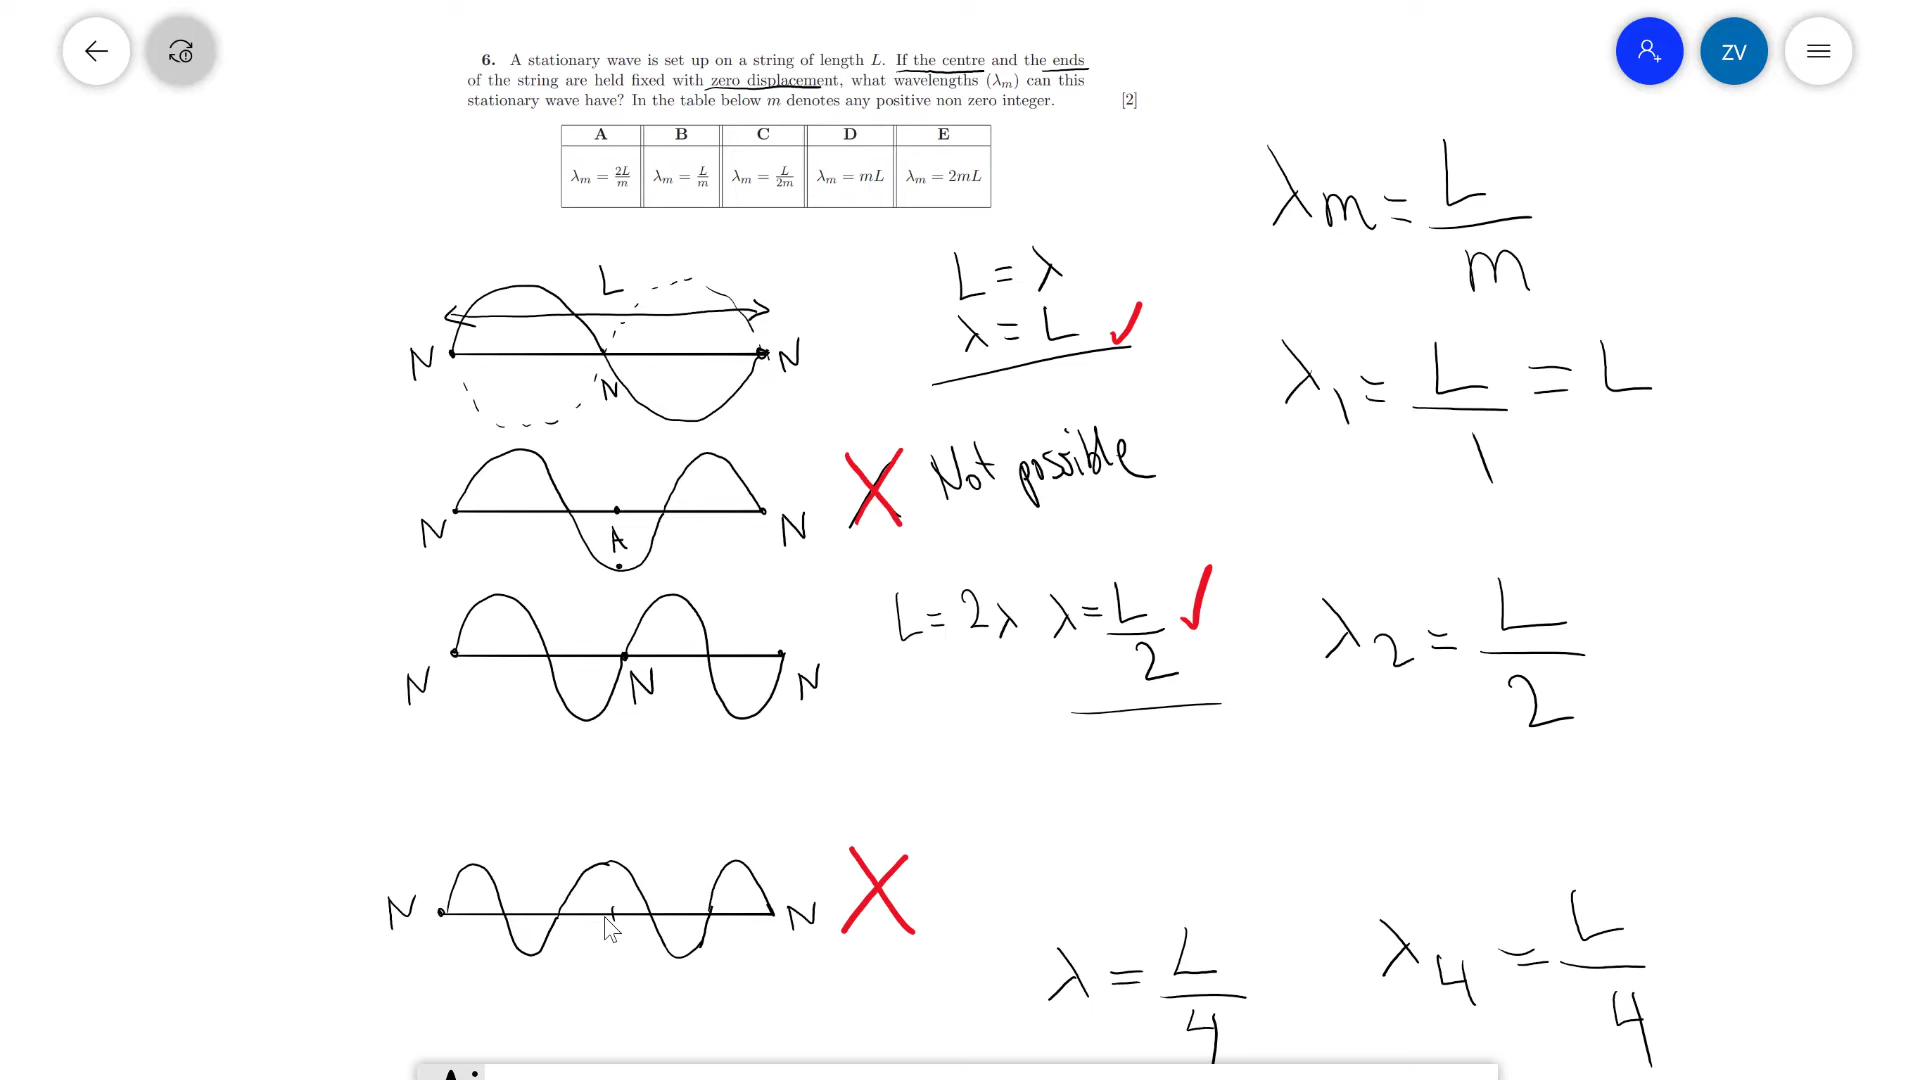 ZV
6. A stationary wave is set up on a string of length L. If the centre and the ends
of the string are held fixed with zero displacement, what wavelengths (λm) can this
stationary wave have? In the table below m denotes any positive non zero integer. [2]
A B C D E
λm = 2L/m λm = L/m λm = L/2m λm = mL λm = 2mL
λm = L/m
L
L = λ
λ = L
N N N
λ1 = L/1 = L
Not possible
N A N
L = 2λ λ = L/2
λ2 = L/2
N N N
N N
λ = L/4
λ4 = L/4